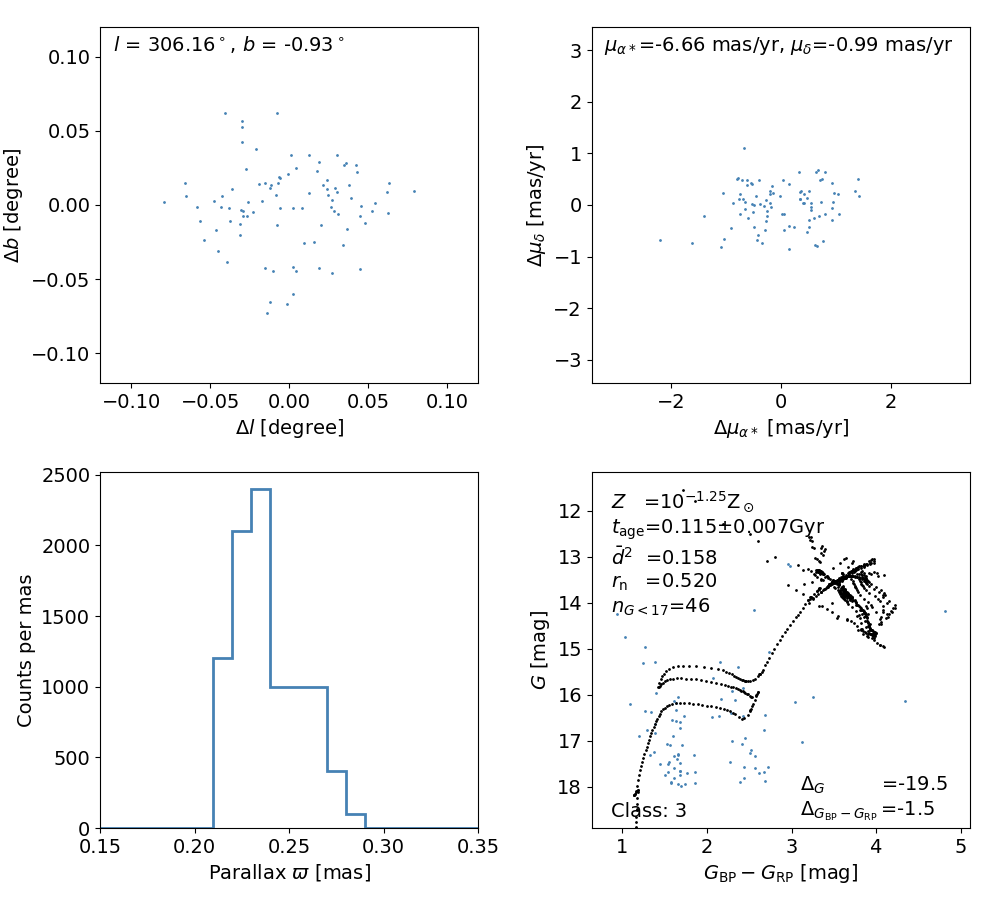 l = 306.16°, b = -0.93°
0.10
0.05
0.00
−0.05
−0.10
Δb [degree]
−0.10 −0.05 0.00 0.05 0.10
Δl [degree]
μα*=-6.66 mas/yr, μδ=-0.99 mas/yr
3
2
1
0
−1
−2
−3
Δμδ [mas/yr]
−2 0 2
Δμα* [mas/yr]
2500
2000
1500
1000
500
0
Counts per mas
0.15 0.20 0.25 0.30 0.35
Parallax ϖ [mas]
Z =10^−1.25 Z⊙
t_age=0.115±0.007Gyr
d̄² =0.158
r_n =0.520
n_G<17=46
12
13
14
15
16
17
18
G [mag]
Δ_G =-19.5
Δ_GBP−GRP =-1.5
Class: 3
1 2 3 4 5
G_BP − G_RP [mag]